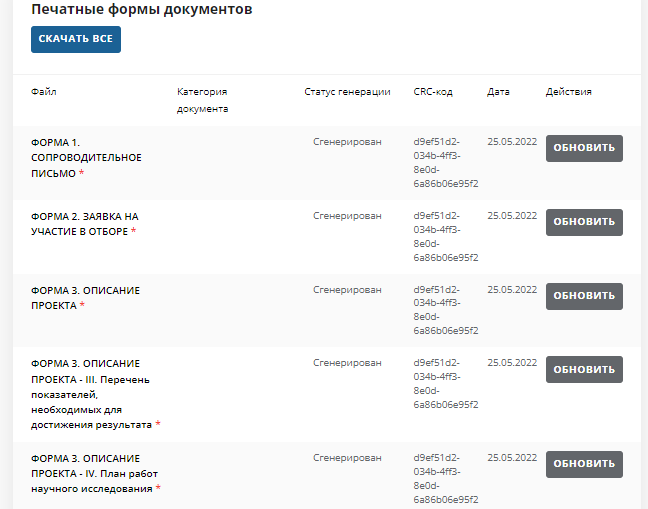 Печатные формы документов
СКАЧАТЬ ВСЕ
Файл Категория документа Статус генерации CRC-код Дата Действия
ФОРМА 1.
СОПРОВОДИТЕЛЬНОЕ
ПИСЬМО *
Сгенерирован
d9ef51d2-
034b-4ff3-
8e0d-
6a86b06e95f2
25.05.2022
ОБНОВИТЬ
ФОРМА 2. ЗАЯВКА НА
УЧАСТИЕ В ОТБОРЕ *
Сгенерирован
d9ef51d2-
034b-4ff3-
8e0d-
6a86b06e95f2
25.05.2022
ОБНОВИТЬ
ФОРМА 3. ОПИСАНИЕ
ПРОЕКТА *
Сгенерирован
d9ef51d2-
034b-4ff3-
8e0d-
6a86b06e95f2
25.05.2022
ОБНОВИТЬ
ФОРМА 3. ОПИСАНИЕ
ПРОЕКТА - III. Перечень
показателей,
необходимых для
достижения результата *
Сгенерирован
d9ef51d2-
034b-4ff3-
8e0d-
6a86b06e95f2
25.05.2022
ОБНОВИТЬ
ФОРМА 3. ОПИСАНИЕ
ПРОЕКТА - IV. План работ
научного исследования *
Сгенерирован
d9ef51d2-
034b-4ff3-
8e0d-
6a86b06e95f2
25.05.2022
ОБНОВИТЬ